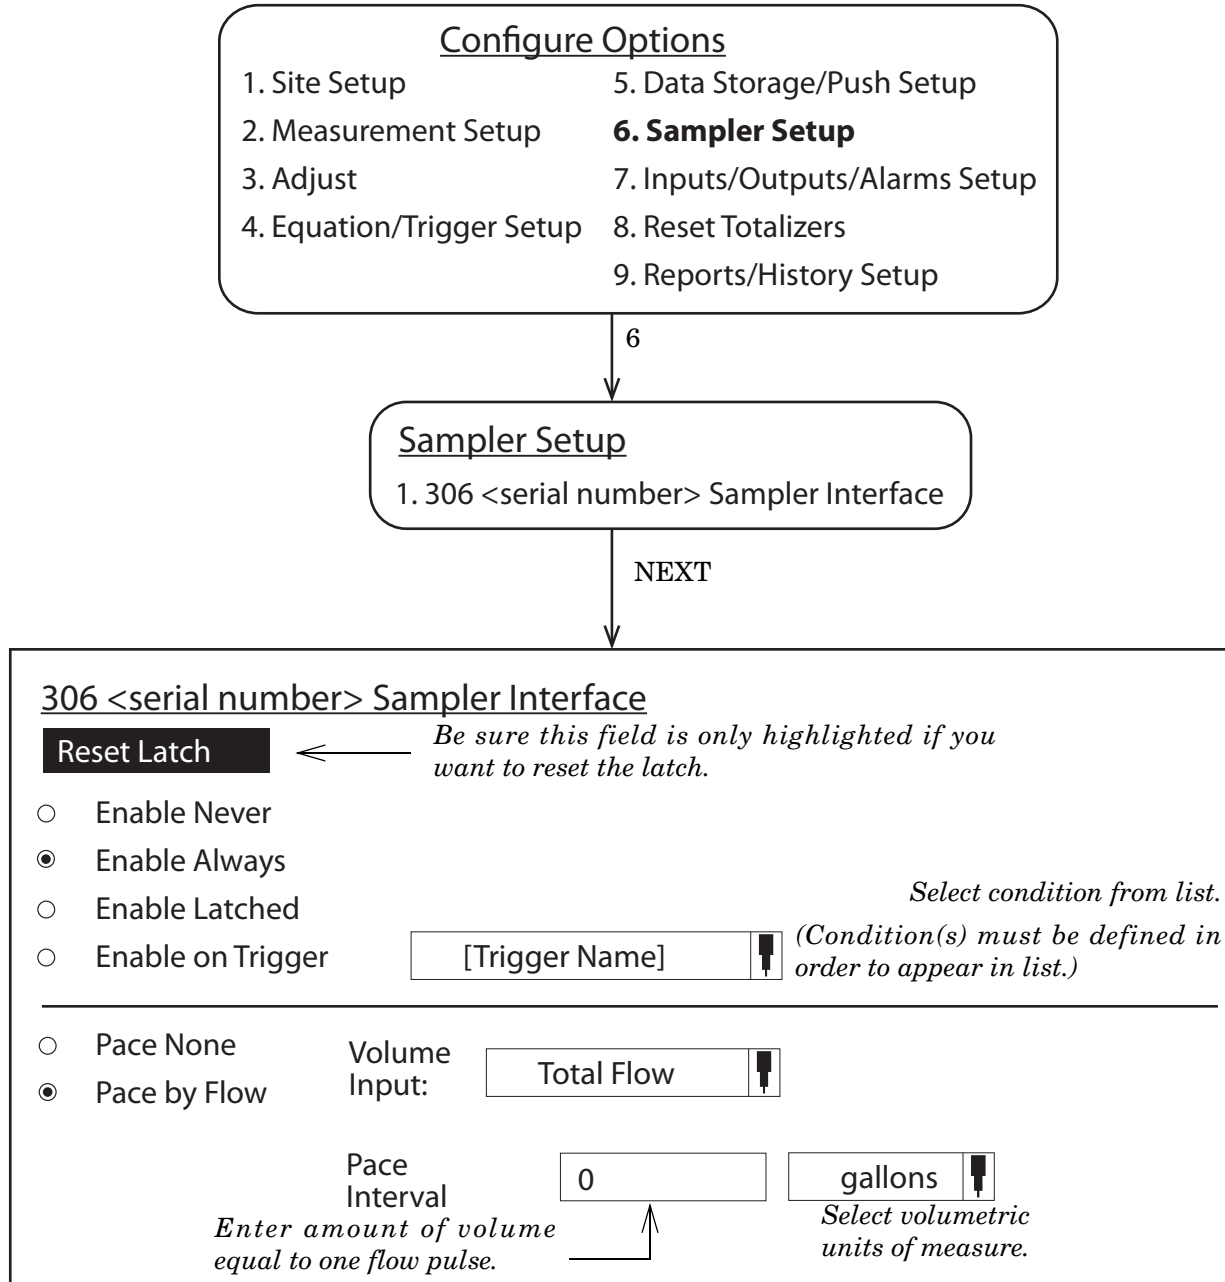 Configure Options
1. Site Setup
2. Measurement Setup
3. Adjust
4. Equation/Trigger Setup
5. Data Storage/Push Setup
6. Sampler Setup
7. Inputs/Outputs/Alarms Setup
8. Reset Totalizers
9. Reports/History Setup
6
Sampler Setup
1. 306 <serial number> Sampler Interface
NEXT
306 <serial number> Sampler Interface
Reset Latch
Be sure this field is only highlighted if you
want to reset the latch.
Enable Never
Enable Always
Enable Latched
Enable on Trigger
[Trigger Name]
Select condition from list.
(Condition(s) must be defined in
order to appear in list.)
Pace None
Pace by Flow
Volume
Input:
Total Flow
Pace
Interval
0
gallons
Enter amount of volume
equal to one flow pulse.
Select volumetric
units of measure.